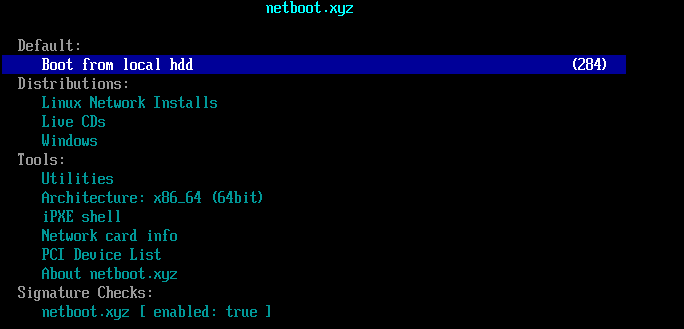 netboot.xyz
Default:
Boot from local hdd (284)
Distributions:
Linux Network Installs
Live CDs
Windows
Tools:
Utilities
Architecture: x86_64 (64bit)
iPXE shell
Network card info
PCI Device List
About netboot.xyz
Signature Checks:
netboot.xyz [ enabled: true ]